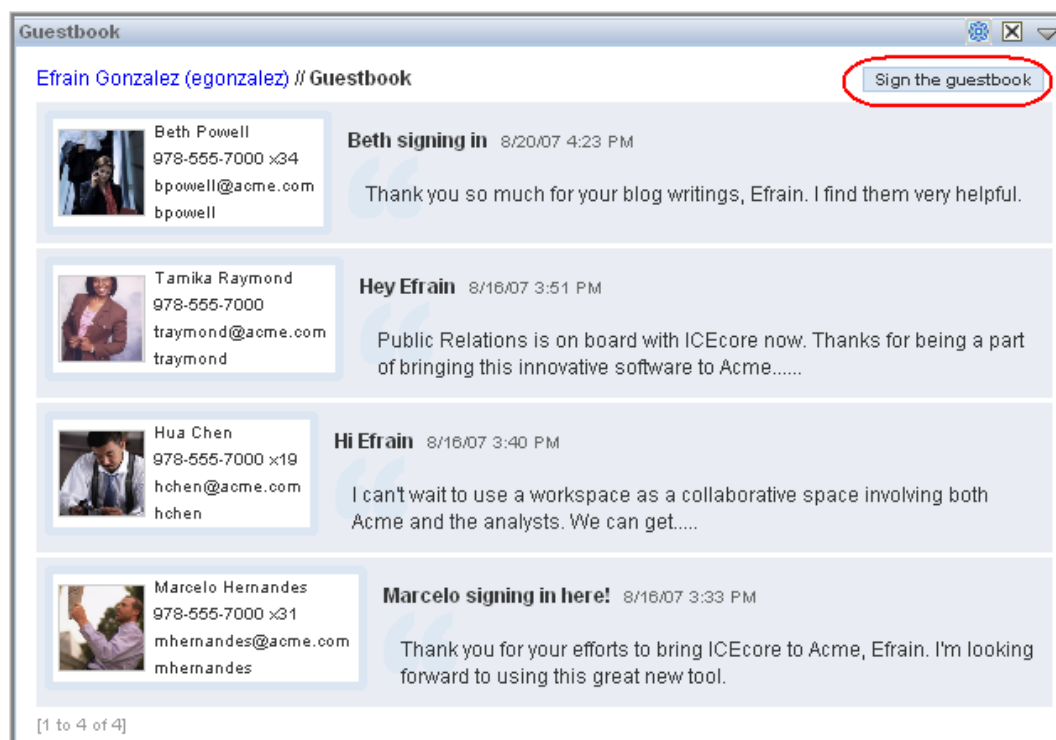 Guestbook
Efrain Gonzalez (egonzalez) // Guestbook
Sign the guestbook
Beth Powell
978-555-7000 x34
bpowell@acme.com
bpowell
Beth signing in 8/20/07 4:23 PM
Thank you so much for your blog writings, Efrain. I find them very helpful.
Tamika Raymond
978-555-7000
traymond@acme.com
traymond
Hey Efrain 8/16/07 3:51 PM
Public Relations is on board with ICEcore now. Thanks for being a part
of bringing this innovative software to Acme......
Hua Chen
978-555-7000 x19
hchen@acme.com
hchen
Hi Efrain 8/16/07 3:40 PM
I can't wait to use a workspace as a collaborative space involving both
Acme and the analysts. We can get.....
Marcelo Hernandes
978-555-7000 x31
mhernandes@acme.com
mhernandes
Marcelo signing in here! 8/16/07 3:33 PM
Thank you for your efforts to bring ICEcore to Acme, Efrain. I'm looking
forward to using this great new tool.
[1 to 4 of 4]